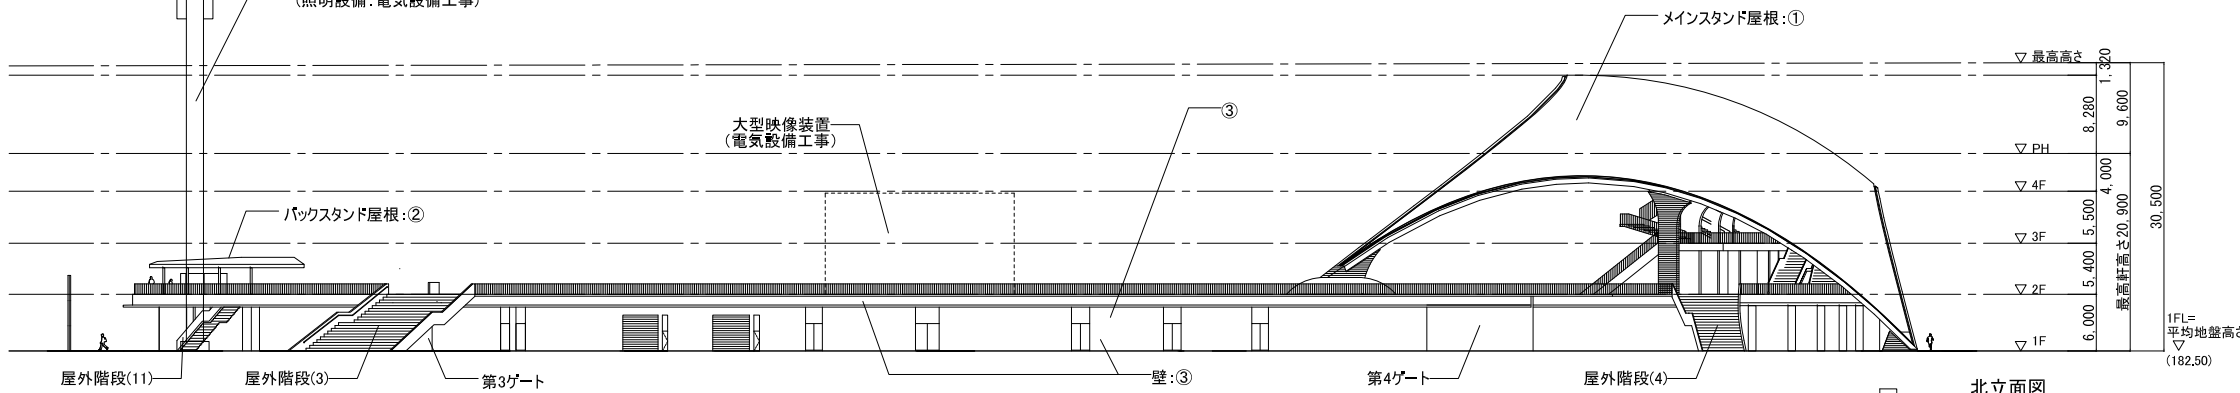 (照明設備:電気設備工事)
メインスタンド屋根:①
▽ 最高高さ
1,320
8,280
9,600
大型映像装置
(電気設備工事)
③
▽ PH
4,000
▽ 4F
バックスタンド屋根:②
5,500
最高軒高さ20,900
30,500
▽ 3F
5,400
▽ 2F
6,000
▽ 1F
1FL=
平均地盤高さ
▽
(182.50)
屋外階段(11)
屋外階段(3)
第3ゲート
壁:③
第4ゲート
屋外階段(4)
北立面図